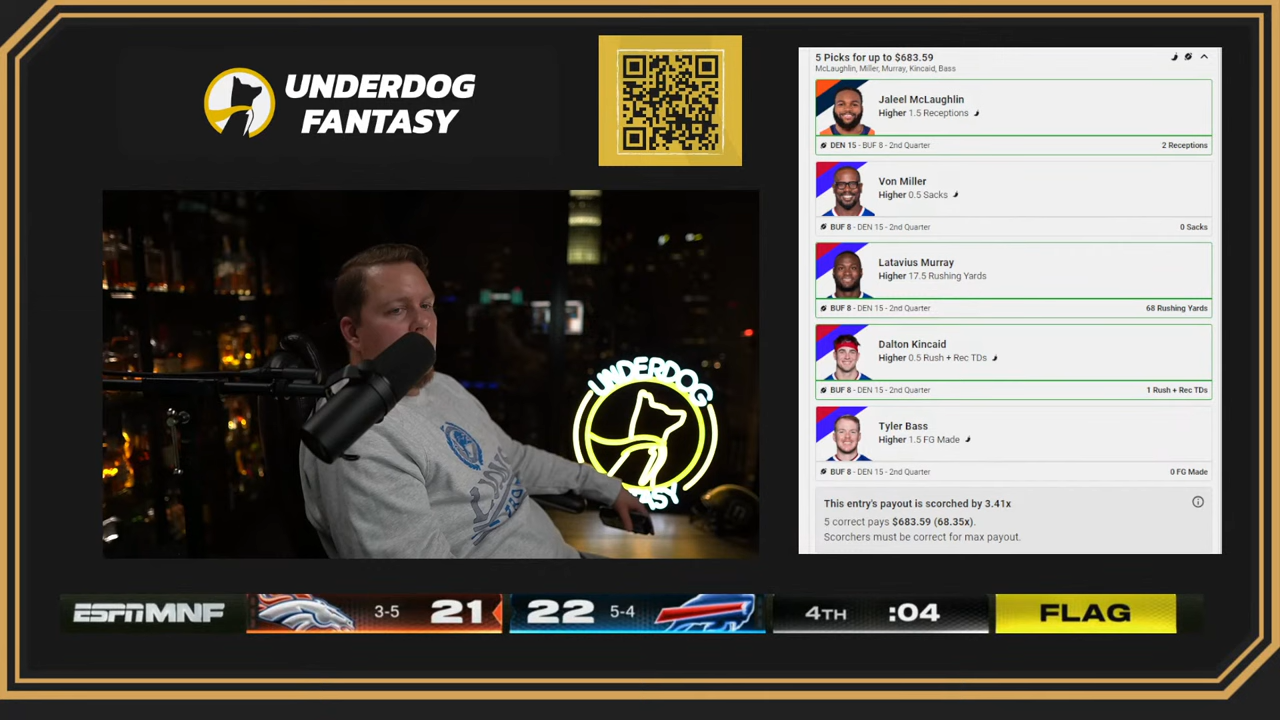 UNDERDOG
FANTASY
5 Picks for up to $683.59
McLaughlin, Miller, Murray, Kincaid, Bass
Jaleel McLaughlin
Higher 1.5 Receptions
DEN 15 - BUF 8 - 2nd Quarter
2 Receptions
Von Miller
Higher 0.5 Sacks
BUF 8 - DEN 15 - 2nd Quarter
0 Sacks
Latavius Murray
Higher 17.5 Rushing Yards
BUF 8 - DEN 15 - 2nd Quarter
68 Rushing Yards
Dalton Kincaid
Higher 0.5 Rush + Rec TDs
BUF 8 - DEN 15 - 2nd Quarter
1 Rush + Rec TDs
Tyler Bass
Higher 1.5 FG Made
BUF 8 - DEN 15 - 2nd Quarter
0 FG Made
This entry's payout is scorched by 3.41x
5 correct pays $683.59 (68.35x).
Scorchers must be correct for max payout.
UNDERDOG
FANTASY
ESPN MNF
3-5
21
22
5-4
4TH
:04
FLAG